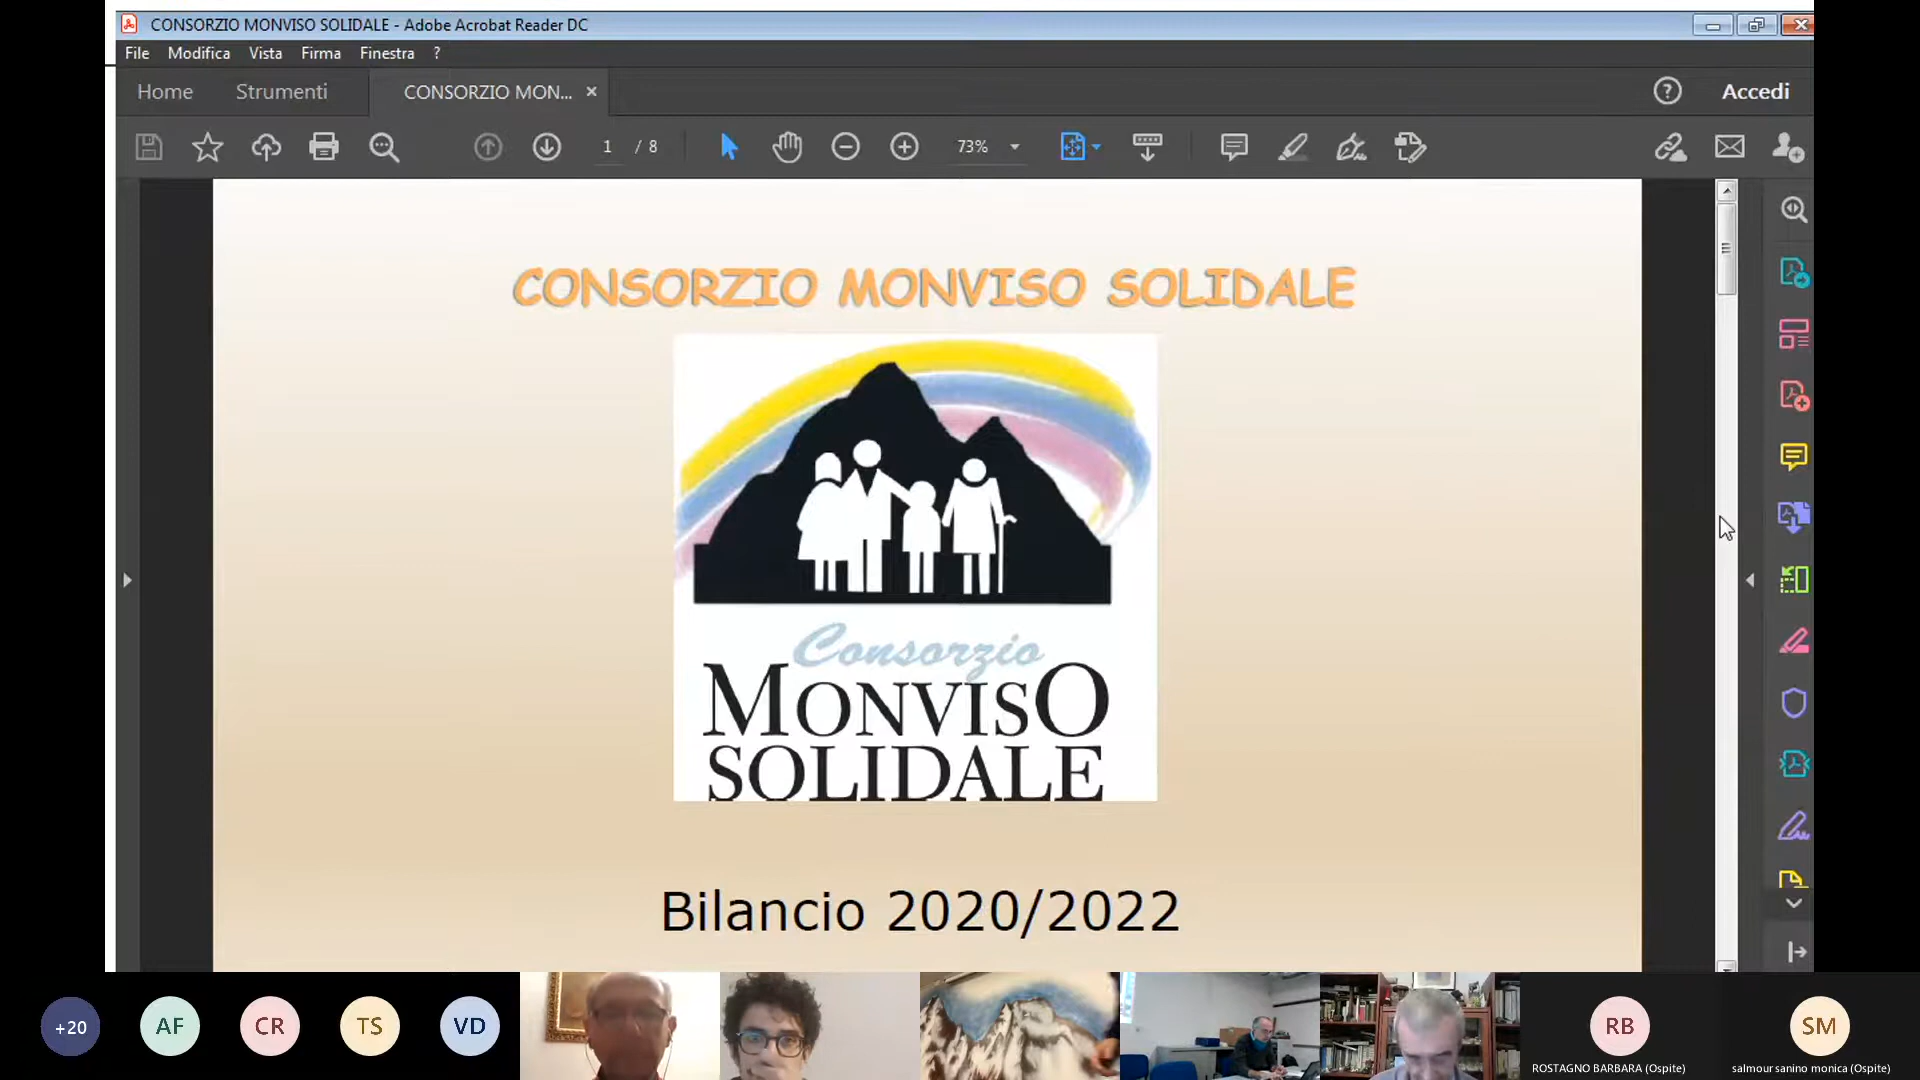 CONSORZIO MONVISO SOLIDALE - Adobe Acrobat Reader DC
File Modifica Vista Firma Finestra ?
Home Strumenti CONSORZIO MON... Accedi
1 / 8 73%
CONSORZIO MONVISO SOLIDALE
Consorzio
MONVISO
SOLIDALE
Bilancio 2020/2022
+20 AF CR TS VD RB SM
ROSTAGNO BARBARA (Ospite) salmour sanino monica (Ospite)